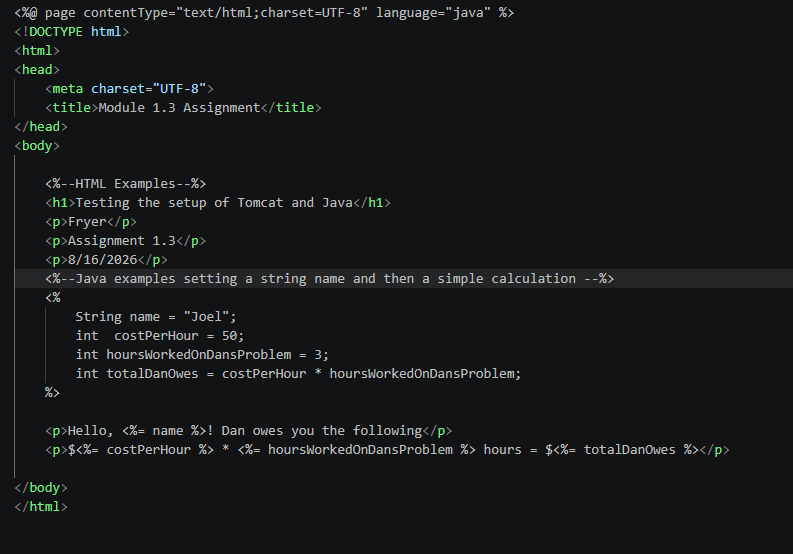 <%@ page contentType="text/html;charset=UTF-8" language="java" %>
<!DOCTYPE html>
<html>
<head>
    <meta charset="UTF-8">
    <title>Module 1.3 Assignment</title>
</head>
<body>

    <%--HTML Examples--%>
    <h1>Testing the setup of Tomcat and Java</h1>
    <p>Fryer</p>
    <p>Assignment 1.3</p>
    <p>8/16/2026</p>
    <%--Java examples setting a string name and then a simple calculation --%>
    <%
        String name = "Joel";
        int  costPerHour = 50;
        int hoursWorkedOnDansProblem = 3;
        int totalDanOwes = costPerHour * hoursWorkedOnDansProblem;
    %>

    <p>Hello, <%= name %>! Dan owes you the following</p>
    <p>$<%= costPerHour %> * <%= hoursWorkedOnDansProblem %> hours = $<%= totalDanOwes %></p>

</body>
</html>